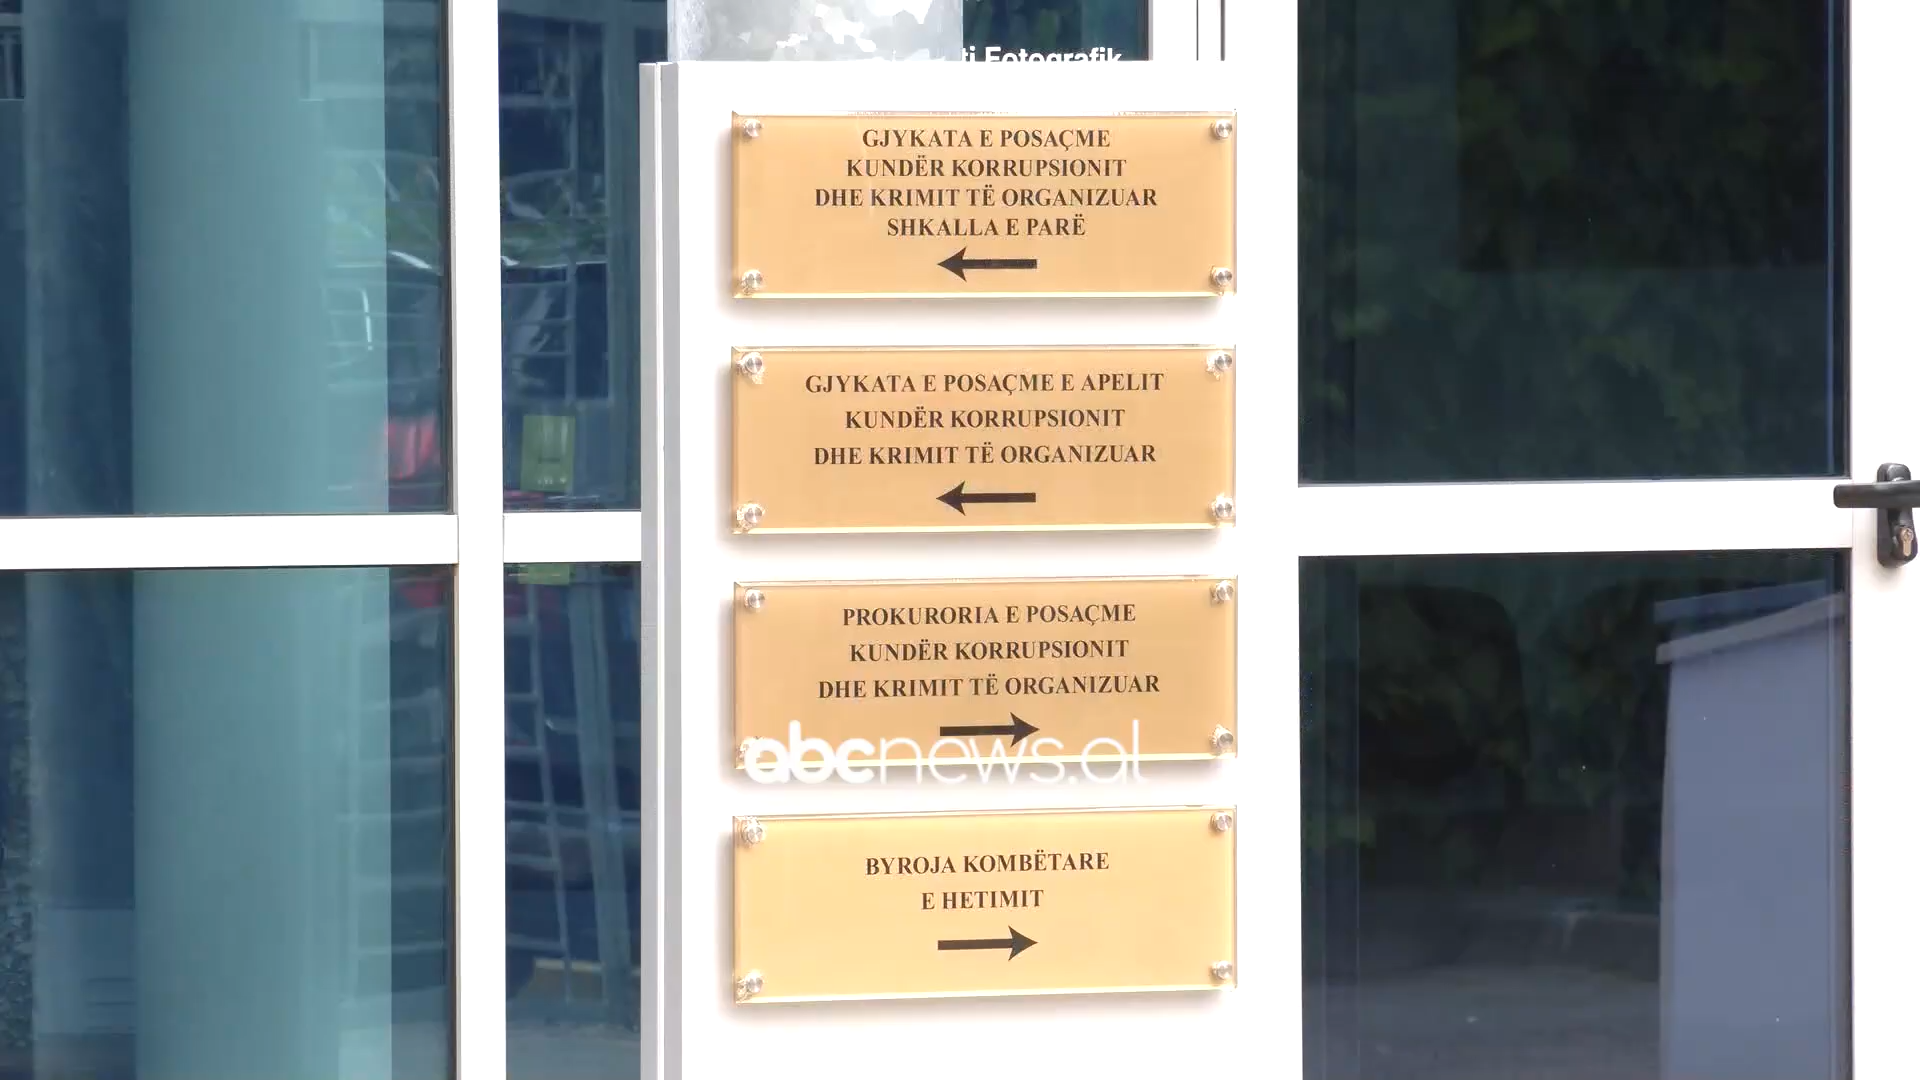 Fotografik
GJYKATA E POSAÇME
KUNDËR KORRUPSIONIT
DHE KRIMIT TË ORGANIZUAR
SHKALLA E PARË
GJYKATA E POSAÇME E APELIT
KUNDËR KORRUPSIONIT
DHE KRIMIT TË ORGANIZUAR
PROKURORIA E POSAÇME
KUNDËR KORRUPSIONIT
DHE KRIMIT TË ORGANIZUAR
abcnews.al
BYROJA KOMBËTARE
E HETIMIT